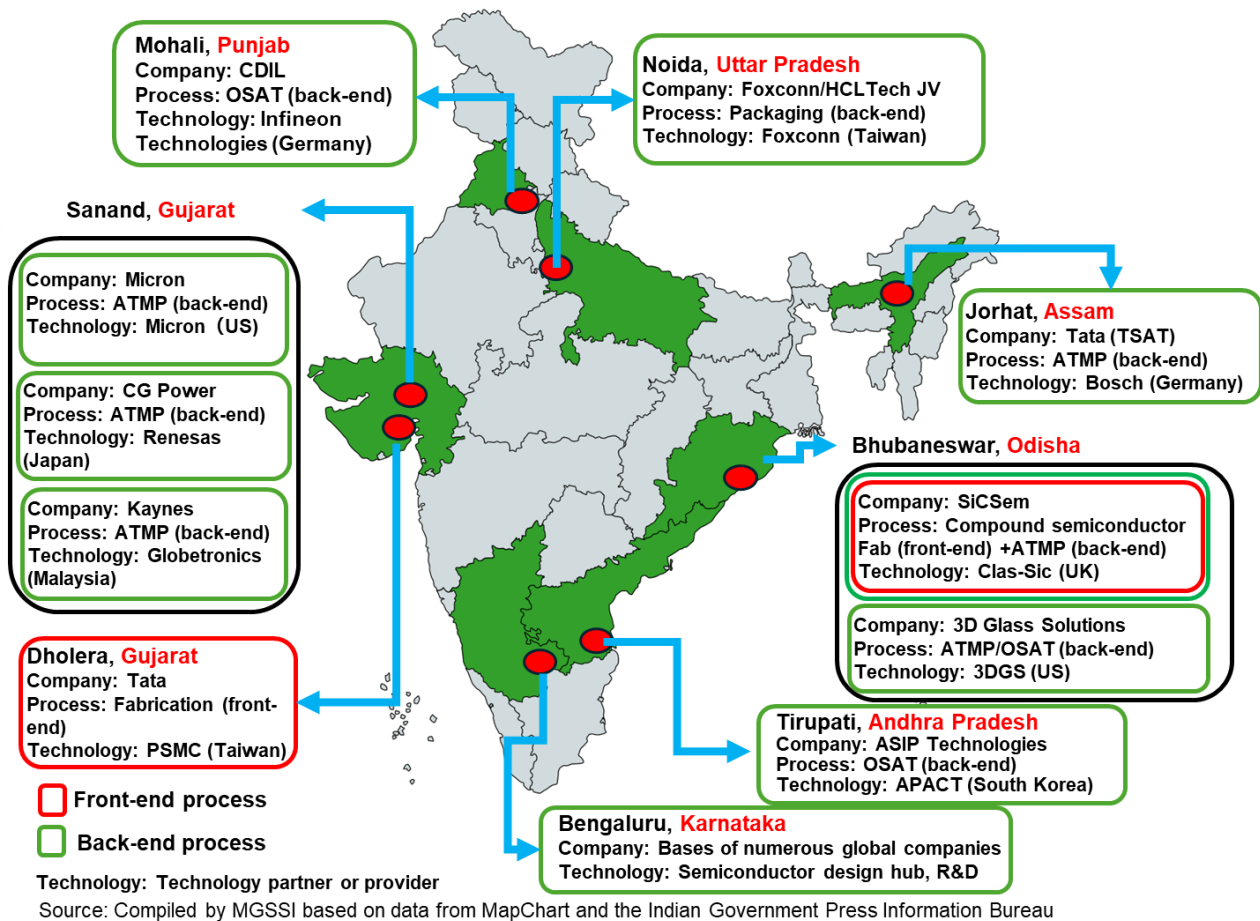 Mohali, Punjab
Company: CDIL
Process: OSAT (back-end)
Technology: Infineon
Technologies (Germany)
Noida, Uttar Pradesh
Company: Foxconn/HCLTech JV
Process: Packaging (back-end)
Technology: Foxconn (Taiwan)
Sanand, Gujarat
Company: Micron
Process: ATMP (back-end)
Technology: Micron (US)
Company: CG Power
Process: ATMP (back-end)
Technology: Renesas
(Japan)
Company: Kaynes
Process: ATMP (back-end)
Technology: Globetronics
(Malaysia)
Jorhat, Assam
Company: Tata (TSAT)
Process: ATMP (back-end)
Technology: Bosch (Germany)
Bhubaneswar, Odisha
Company: SiCSem
Process: Compound semiconductor
Fab (front-end) +ATMP (back-end)
Technology: Clas-Sic (UK)
Company: 3D Glass Solutions
Process: ATMP/OSAT (back-end)
Technology: 3DGS (US)
Dholera, Gujarat
Company: Tata
Process: Fabrication (front-
end)
Technology: PSMC (Taiwan)
Tirupati, Andhra Pradesh
Company: ASIP Technologies
Process: OSAT (back-end)
Technology: APACT (South Korea)
Bengaluru, Karnataka
Company: Bases of numerous global companies
Technology: Semiconductor design hub, R&D
Front-end process
Back-end process
Technology: Technology partner or provider
Source: Compiled by MGSSI based on data from MapChart and the Indian Government Press Information Bureau